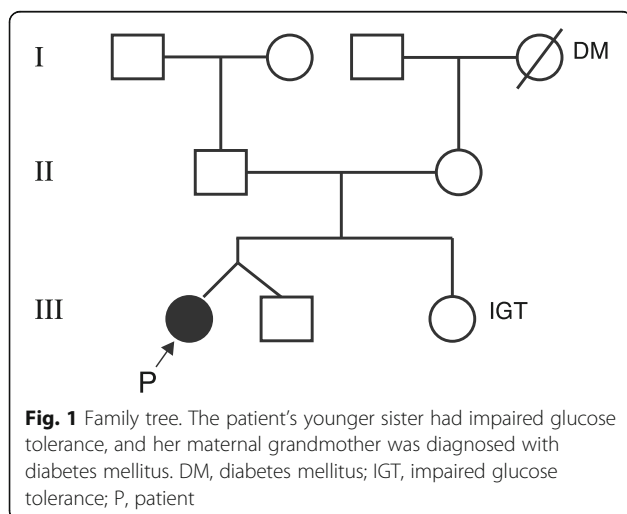 I
DM
II
III
IGT
P
Fig. 1 Family tree. The patient's younger sister had impaired glucose
tolerance, and her maternal grandmother was diagnosed with
diabetes mellitus. DM, diabetes mellitus; IGT, impaired glucose
tolerance; P, patient